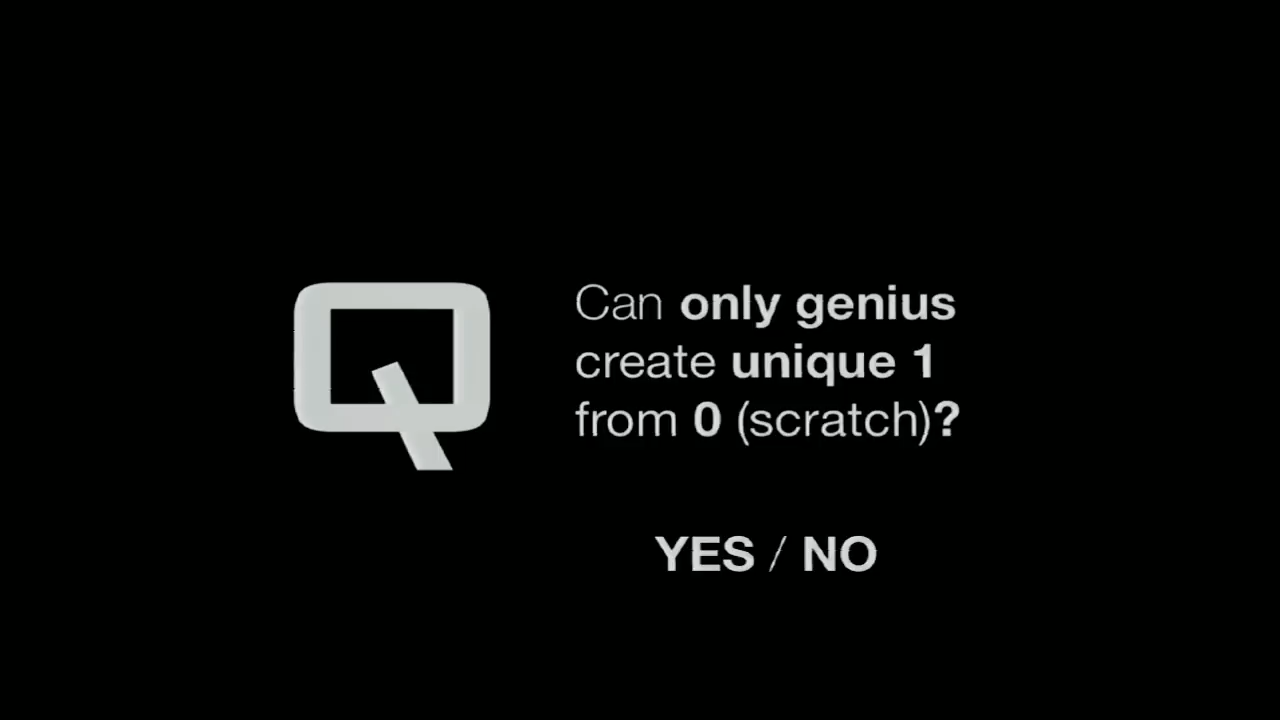 Q
Can only genius
create unique 1
from 0 (scratch)?
YES / NO